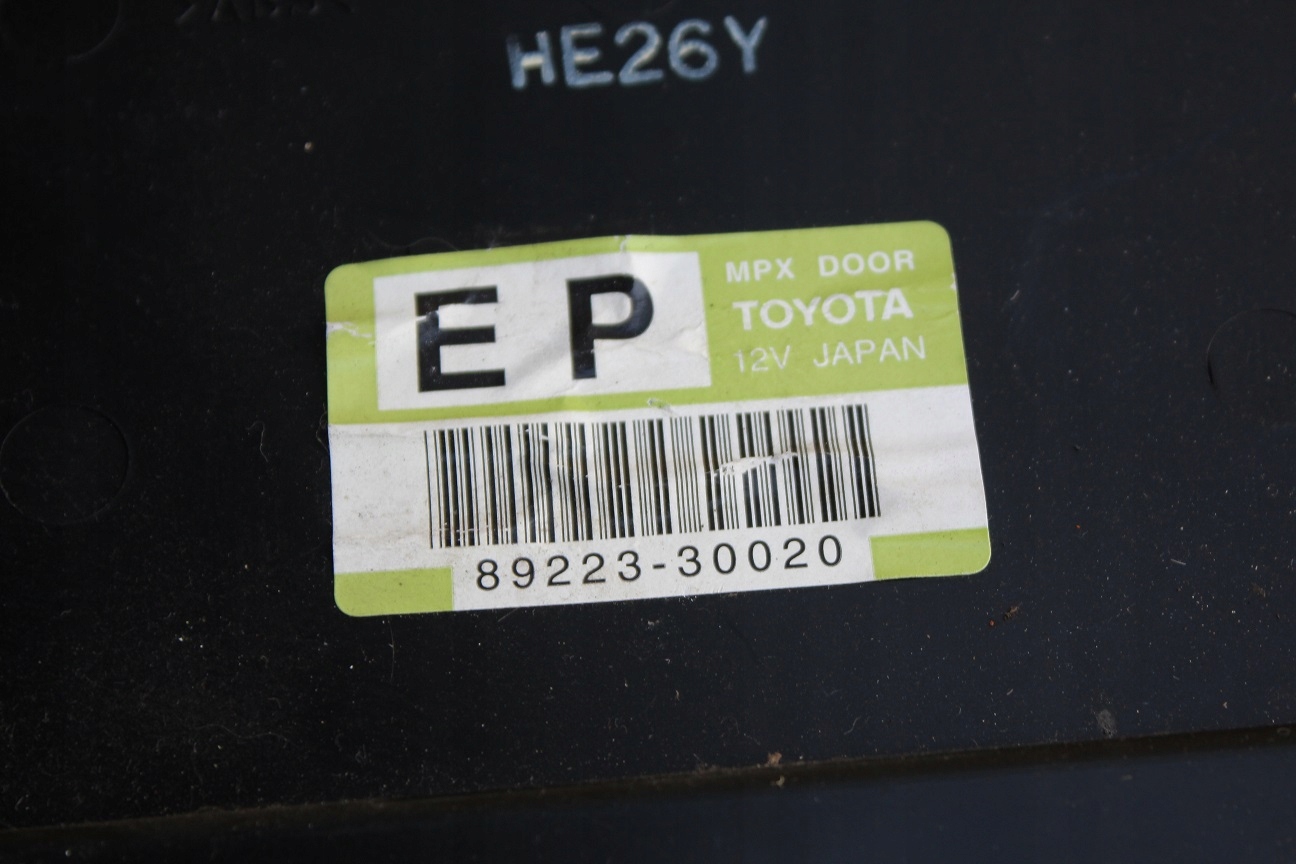 HE26Y
EP
MPX DOOR
TOYOTA
12V JAPAN
89223-30020